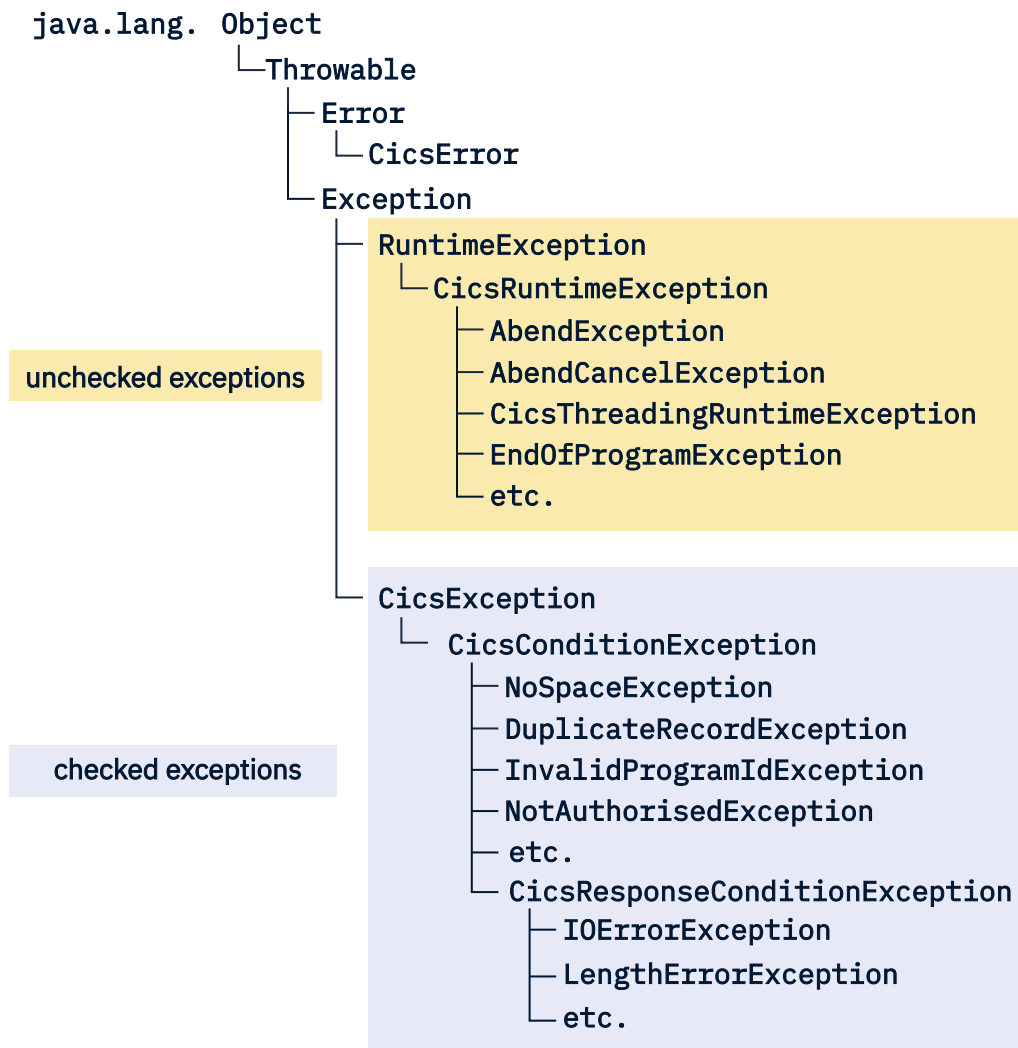 java.lang. Object
Throwable
Error
CicsError
Exception
RuntimeException
CicsRuntimeException
AbendException
unchecked exceptions
AbendCancelException
CicsThreadingRuntimeException
EndOfProgramException
etc.
CicsException
CicsConditionException
NoSpaceException
DuplicateRecordException
checked exceptions
InvalidProgramIdException
NotAuthorisedException
etc.
CicsResponseConditionException
IOErrorException
LengthErrorException
etc.